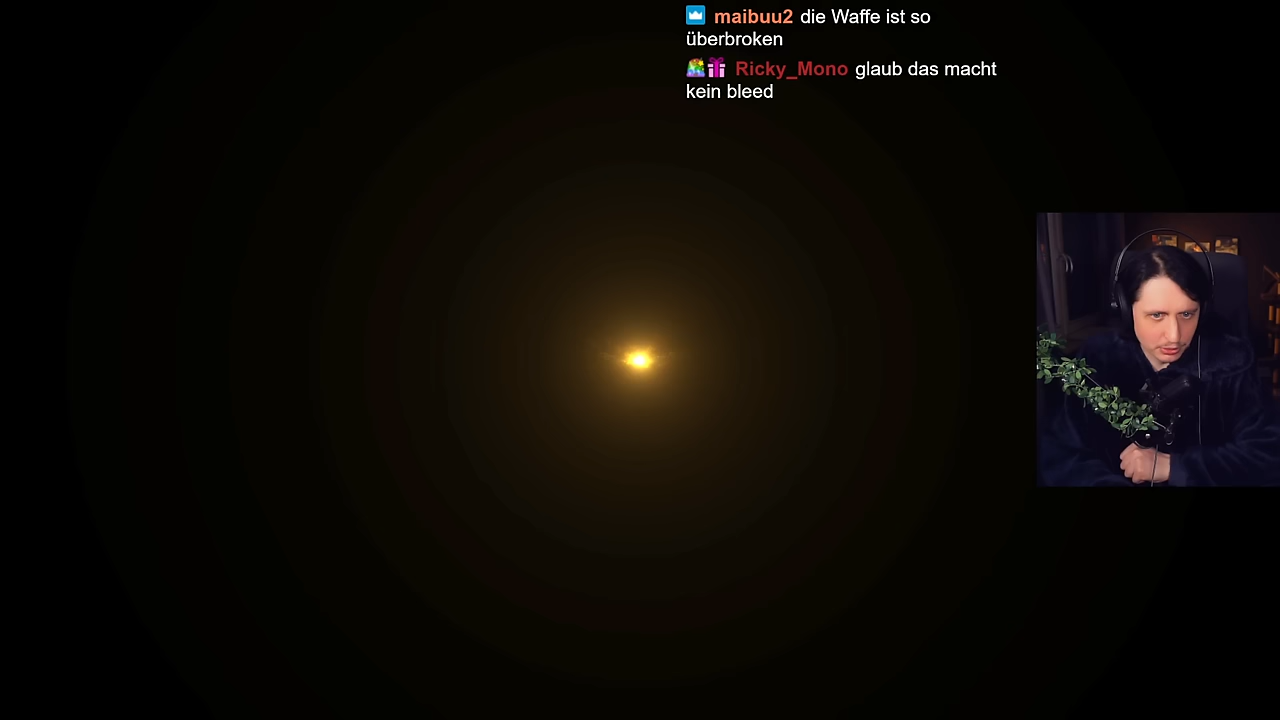 maibuu2 die Waffe ist so
überbroken
Ricky_Mono glaub das macht
kein bleed